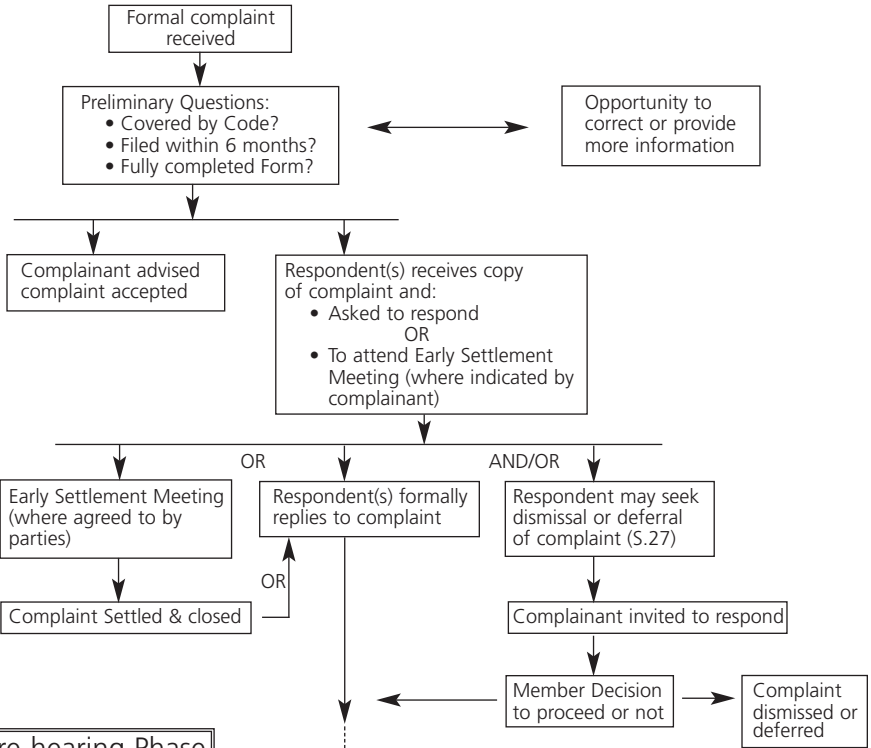 Formal complaint
received
Preliminary Questions:
• Covered by Code?
• Filed within 6 months?
• Fully completed Form?
Opportunity to
correct or provide
more information
Complainant advised
complaint accepted
Respondent(s) receives copy
of complaint and:
• Asked to respond
OR
• To attend Early Settlement
Meeting (where indicated by
complainant)
OR
AND/OR
Early Settlement Meeting
(where agreed to by
parties)
Respondent(s) formally
replies to complaint
Respondent may seek
dismissal or deferral
of complaint (S.27)
OR
Complaint Settled & closed
Complainant invited to respond
Member Decision
to proceed or not
Complaint
dismissed or
deferred
re-hearing Phase